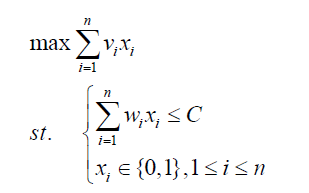 max ∑_{i=1}^{n} v_i x_i
st. { ∑_{i=1}^{n} w_i x_i ≤ C
x_i ∈ {0,1}, 1 ≤ i ≤ n